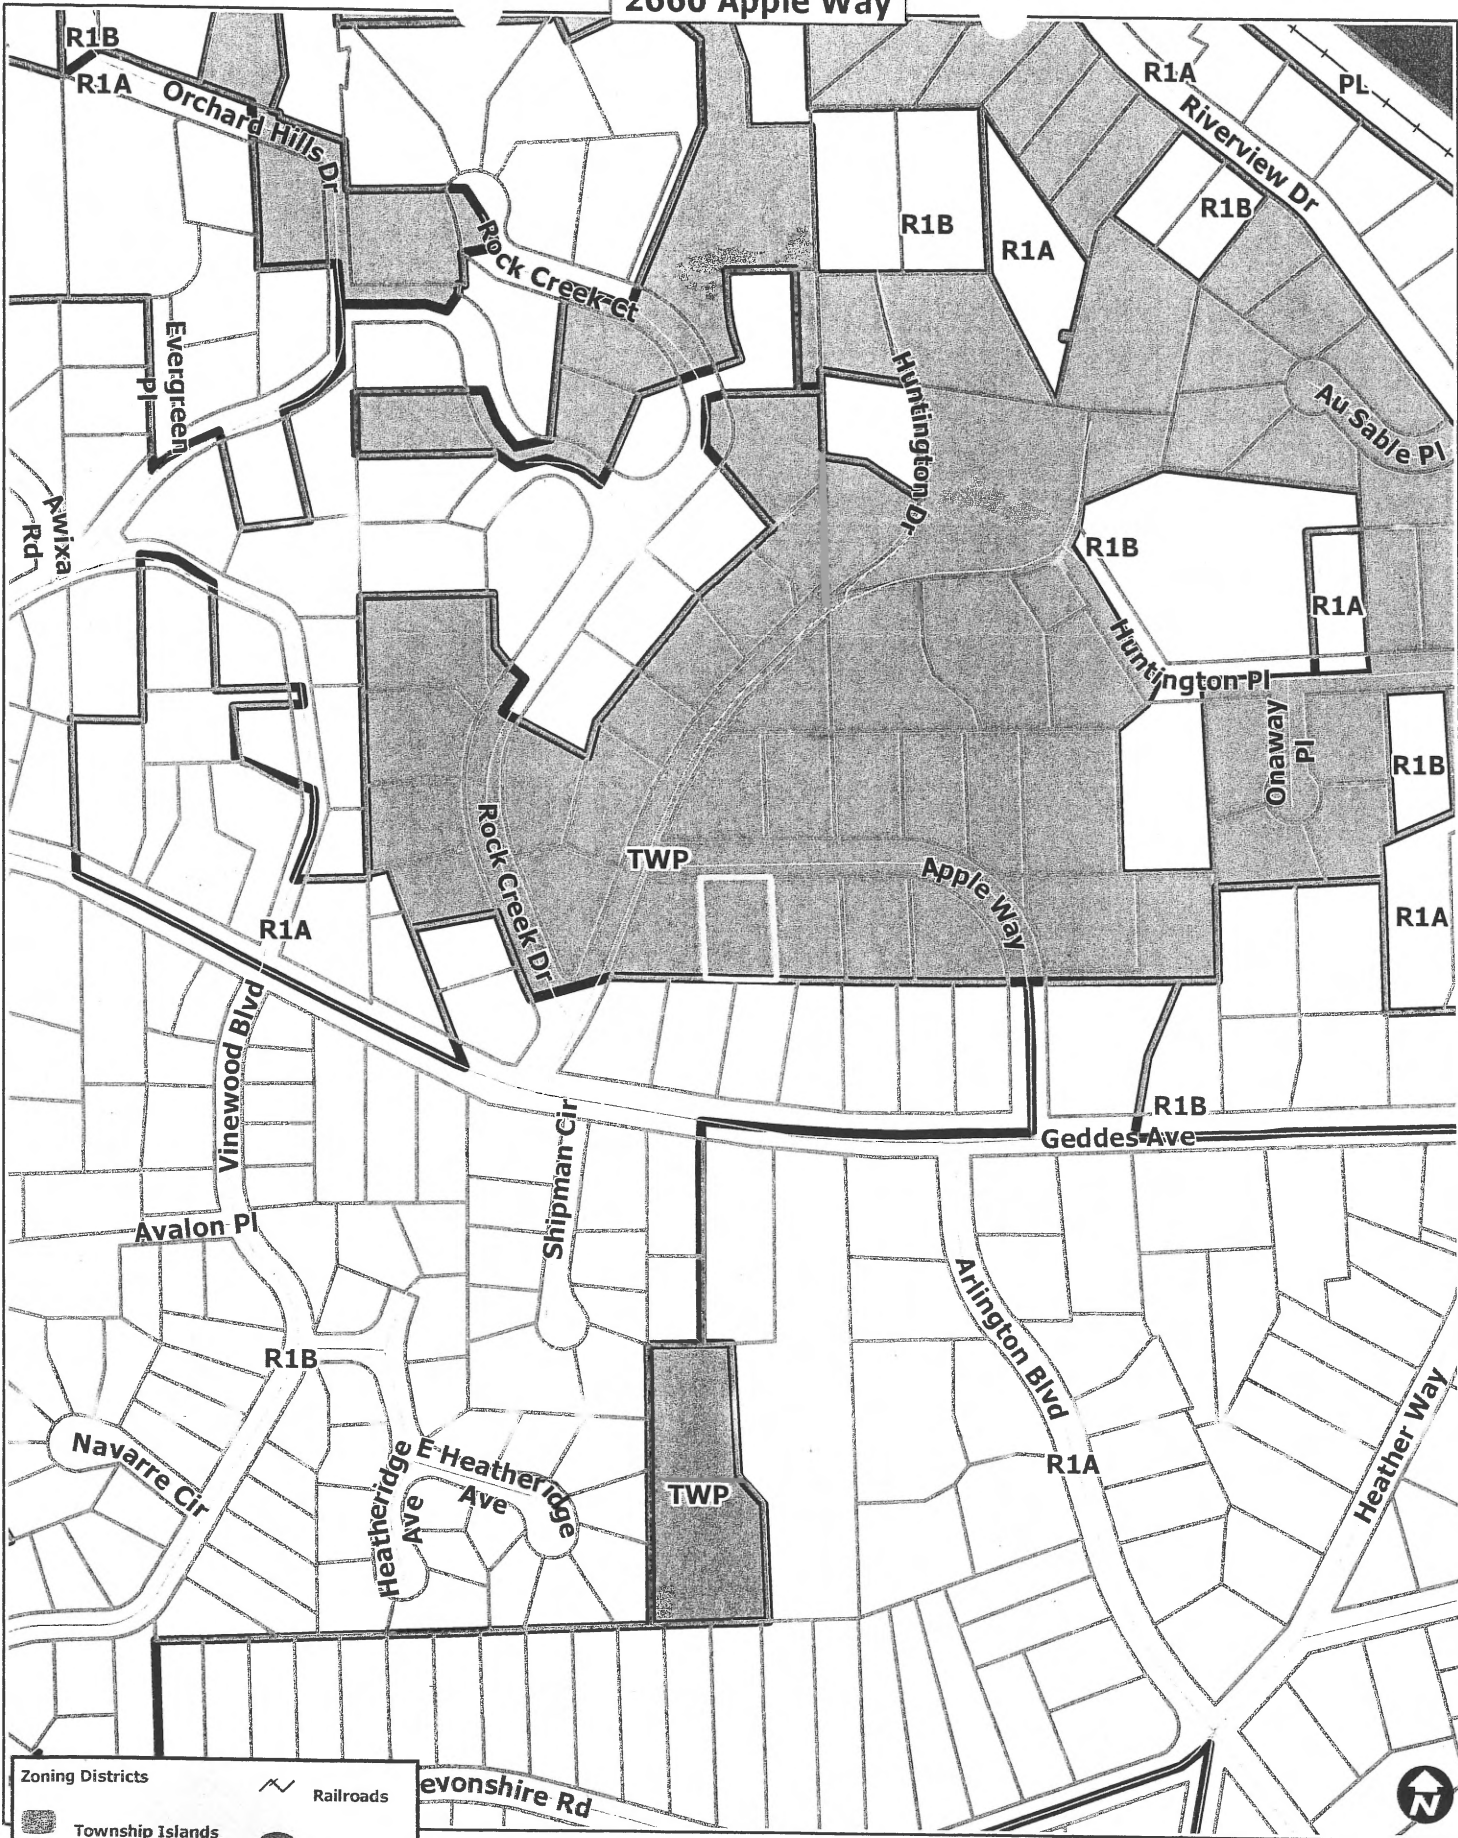 2660 Apple Way
R1B
R1A
Orchard Hills Dr
R1A
PL
Riverview Dr
R1B
R1B
R1A
Rock Creek Ct
Evergreen Pl
Huntington Dr
Au Sable Pl
Awixa Rd
R1B
R1A
Huntington Pl
Onaway Pl
R1B
Rock Creek Dr
TWP
Apple Way
R1A
R1A
Vinewood Blvd
Shipman Cir
R1B
Geddes Ave
Avalon Pl
Arlington Blvd
R1B
Heather Way
Navarre Cir
Heatheridge Ave
E Heatheridge Ave
R1A
TWP
Zoning Districts
Railroads
Township Islands
evonshire Rd
N